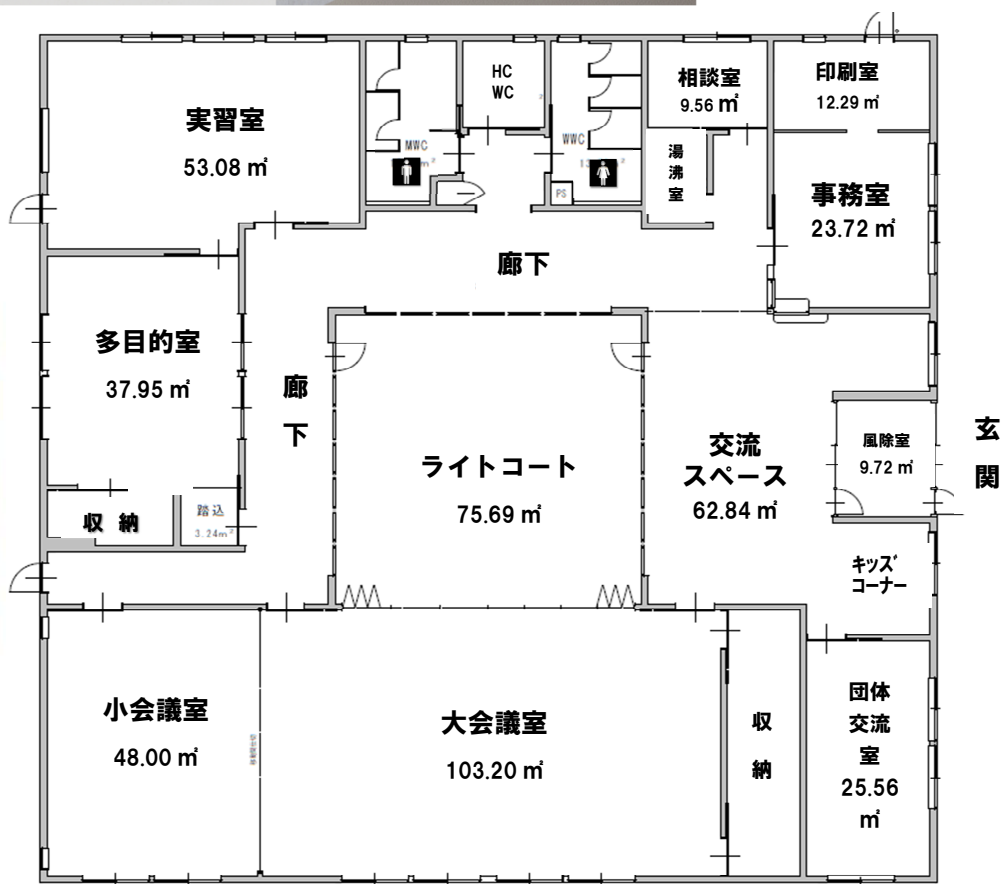 実習室
53.08 ㎡
MWC
HC
WC
WWC
PS
相談室
9.56 ㎡
湯
沸
室
印刷室
12.29 ㎡
事務室
23.72 ㎡
廊下
多目的室
37.95 ㎡
収 納
踏込
3.24m²
廊
下
ライトコート
75.69 ㎡
交流
スペース
62.84 ㎡
風除室
9.72 ㎡
玄
関
キッズ
コーナー
小会議室
48.00 ㎡
大会議室
103.20 ㎡
収
納
団体
交流
室
25.56
㎡